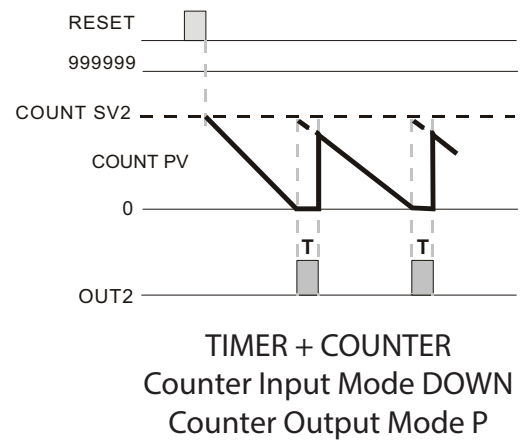 RESET
999999
COUNT SV2
COUNT PV
0
T T
OUT2
TIMER + COUNTER
Counter Input Mode DOWN
Counter Output Mode P